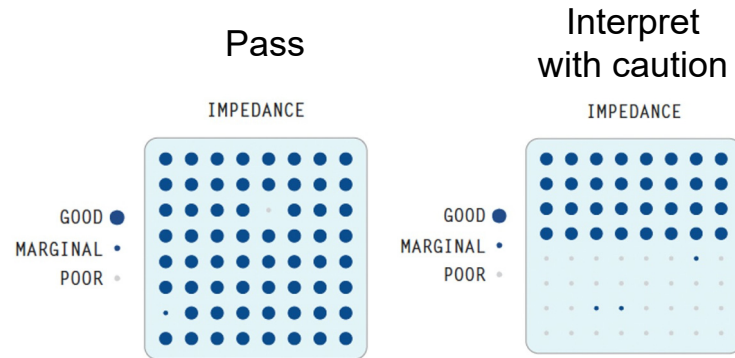 Pass
IMPEDANCE
GOOD
MARGINAL
POOR
Interpret
with caution
IMPEDANCE
GOOD
MARGINAL
POOR